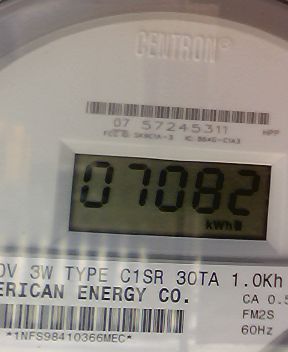 CENTRON®
07 57245311
HPP
07082
kWh
0V 3W TYPE C1SR 30TA 1.0Kh
ERICAN ENERGY CO.
CA 0.5
FM2S
60Hz
*1NFS98410366MEC*